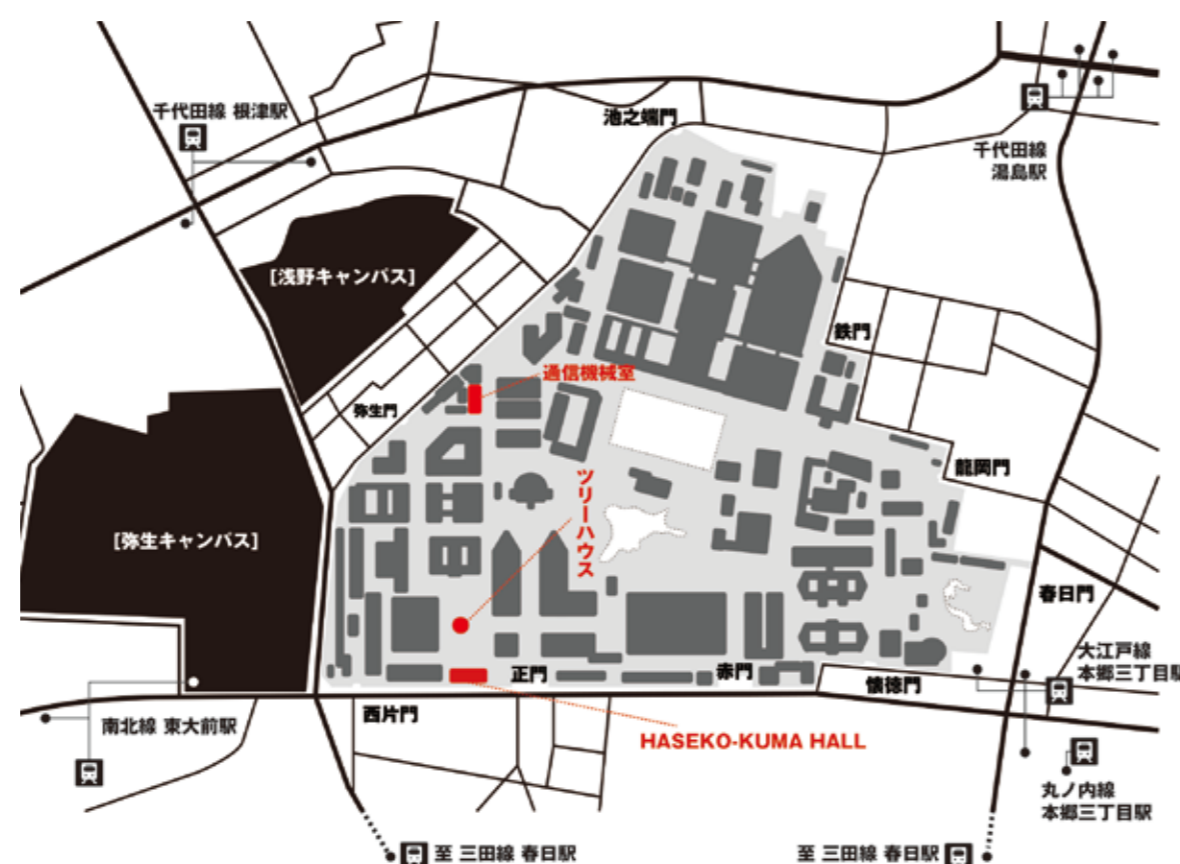 千代田線 根津駅
池之端門
千代田線
湯島駅
[浅野キャンパス]
鉄門
通信機械室
弥生門
龍岡門
ツリーハウス
[弥生キャンパス]
春日門
大江戸線
本郷三丁目駅
正門
赤門
懐徳門
西片門
南北線 東大前駅
HASEKO-KUMA HALL
丸ノ内線
本郷三丁目駅
至 三田線 春日駅
至 三田線 春日駅